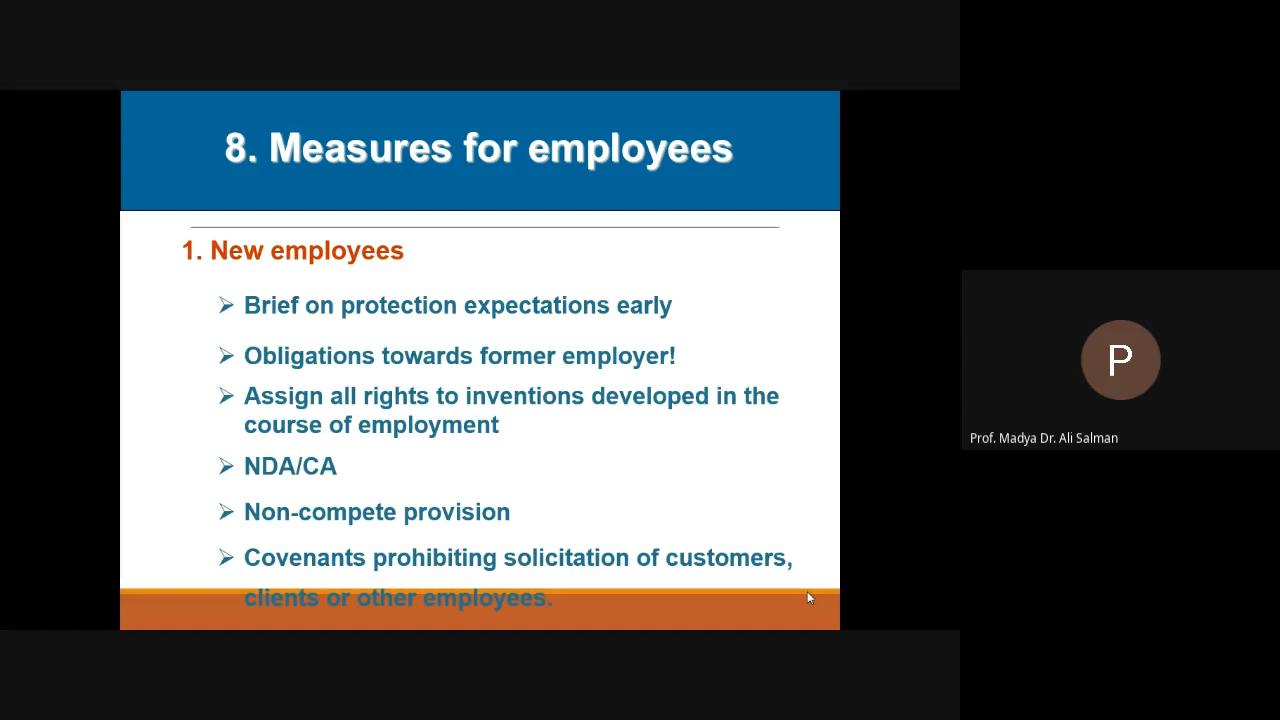 8. Measures for employees
1. New employees
➢ Brief on protection expectations early
➢ Obligations towards former employer!
➢ Assign all rights to inventions developed in the
course of employment
➢ NDA/CA
➢ Non-compete provision
➢ Covenants prohibiting solicitation of customers,
clients or other employees.
P
Prof. Madya Dr. Ali Salman